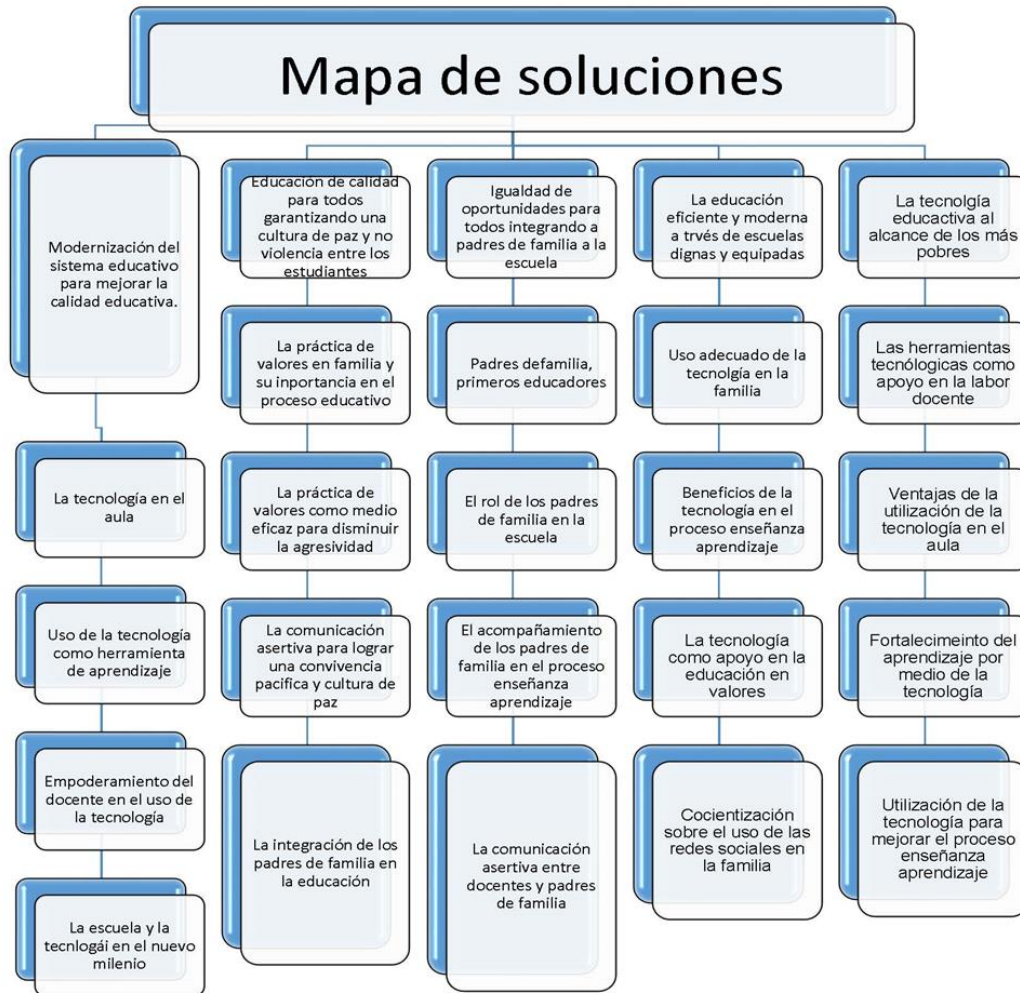 Mapa de soluciones
Modernización del
sistema educativo
para mejorar la
calidad educativa.
La tecnología en el
aula
Uso de la tecnología
como herramienta
de aprendizaje
Empoderamiento del
docente en el uso de
la tecnología
La escuela y la
tecnlogái en el nuevo
milenio
Educación de calidad
para todos
garantizando una
cultura de paz y no
violencia entre los
estudiantes
La práctica de
valores en familia y
su inportancia en el
proceso educativo
La práctica de
valores como medio
eficaz para disminuir
la agresividad
La comunicación
asertiva para lograr
una convivencia
pacifica y cultura de
paz
La integración de los
padres de familia en
la educación
Igualdad de
oportunidades para
todos integrando a
padres de familia a la
escuela
Padres defamilia,
primeros educadores
El rol de los padres
de familia en la
escuela
El acompañamiento
de los padres de
familia en el proceso
enseñanza
aprendizaje
La comunicación
asertiva entre
docentes y padres
de familia
La educación
eficiente y moderna
a trvés de escuelas
dignas y equipadas
Uso adecuado de la
tecnolgía en la
familia
Beneficios de la
tecnología en el
proceso enseñanza
aprendizaje
La tecnología
como apoyo en la
educación en
valores
Cocientización
sobre el uso de las
redes sociales en
la familia
La tecnolgía
educactiva al
alcance de los más
pobres
Las herramientas
tecnólogicas como
apoyo en la labor
docente
Ventajas de la
utilización de la
tecnología en el
aula
Fortalecimeinto del
aprendizaje por
medio de la
tecnología
Utilización de la
tecnología para
mejorar el proceso
enseñanza
aprendizaje